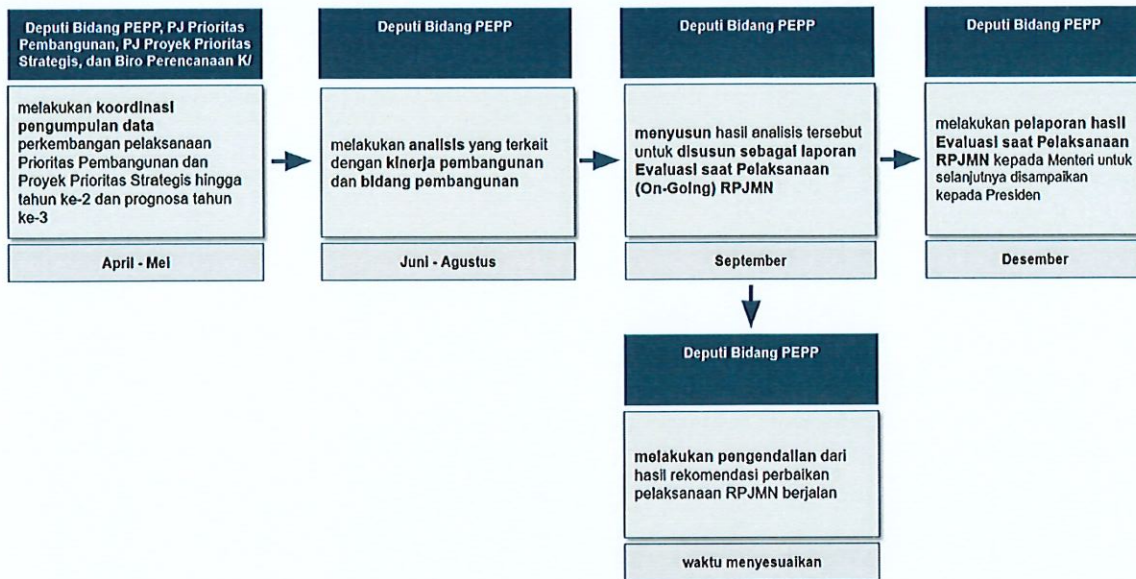 Deputi Bidang PEPP, PJ Prioritas
Pembangunan, PJ Proyek Prioritas
Strategis, dan Biro Perencanaan K/
melakukan koordinasi
pengumpulan data
perkembangan pelaksanaan
Prioritas Pembangunan dan
Proyek Prioritas Strategis hingga
tahun ke-2 dan prognosa tahun
ke-3
April - Mei
Deputi Bidang PEPP
melakukan analisis yang terkait
dengan kinerja pembangunan
dan bidang pembangunan
Juni - Agustus
Deputi Bidang PEPP
menyusun hasil analisis tersebut
untuk disusun sebagai laporan
Evaluasi saat Pelaksanaan
(On-Going) RPJMN
September
Deputi Bidang PEPP
melakukan pelaporan hasil
Evaluasi saat Pelaksanaan
RPJMN kepada Menteri untuk
selanjutnya disampaikan
kepada Presiden
Desember
Deputi Bidang PEPP
melakukan pengendalian dari
hasil rekomendasi perbaikan
pelaksanaan RPJMN berjalan
waktu menyesuaikan